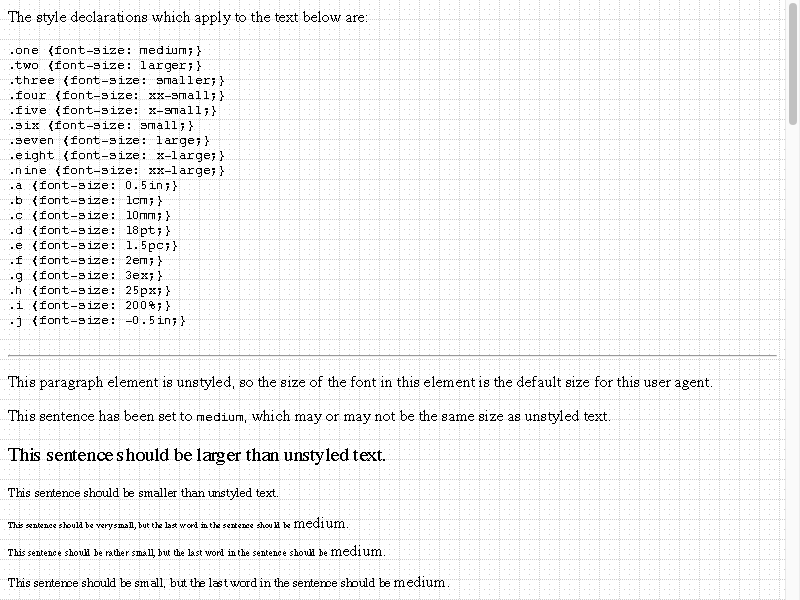 The style declarations which apply to the text below are:
.one {font-size: medium;}
.two {font-size: larger;}
.three {font-size: smaller;}
.four {font-size: xx-small;}
.five {font-size: x-small;}
.six {font-size: small;}
.seven {font-size: large;}
.eight {font-size: x-large;}
.nine {font-size: xx-large;}
.a {font-size: 0.5in;}
.b {font-size: 1cm;}
.c {font-size: 10mm;}
.d {font-size: 18pt;}
.e {font-size: 1.5pc;}
.f {font-size: 2em;}
.g {font-size: 3ex;}
.h {font-size: 25px;}
.i {font-size: 200%;}
.j {font-size: -0.5in;}
This paragraph element is unstyled, so the size of the font in this element is the default size for this user agent.
This sentence has been set to medium, which may or may not be the same size as unstyled text.
This sentence should be larger than unstyled text.
This sentence should be smaller than unstyled text.
This sentence should be very small, but the last word in the sentence should be medium.
This sentence should be rather small, but the last word in the sentence should be medium.
This sentence should be small, but the last word in the sentence should be medium.